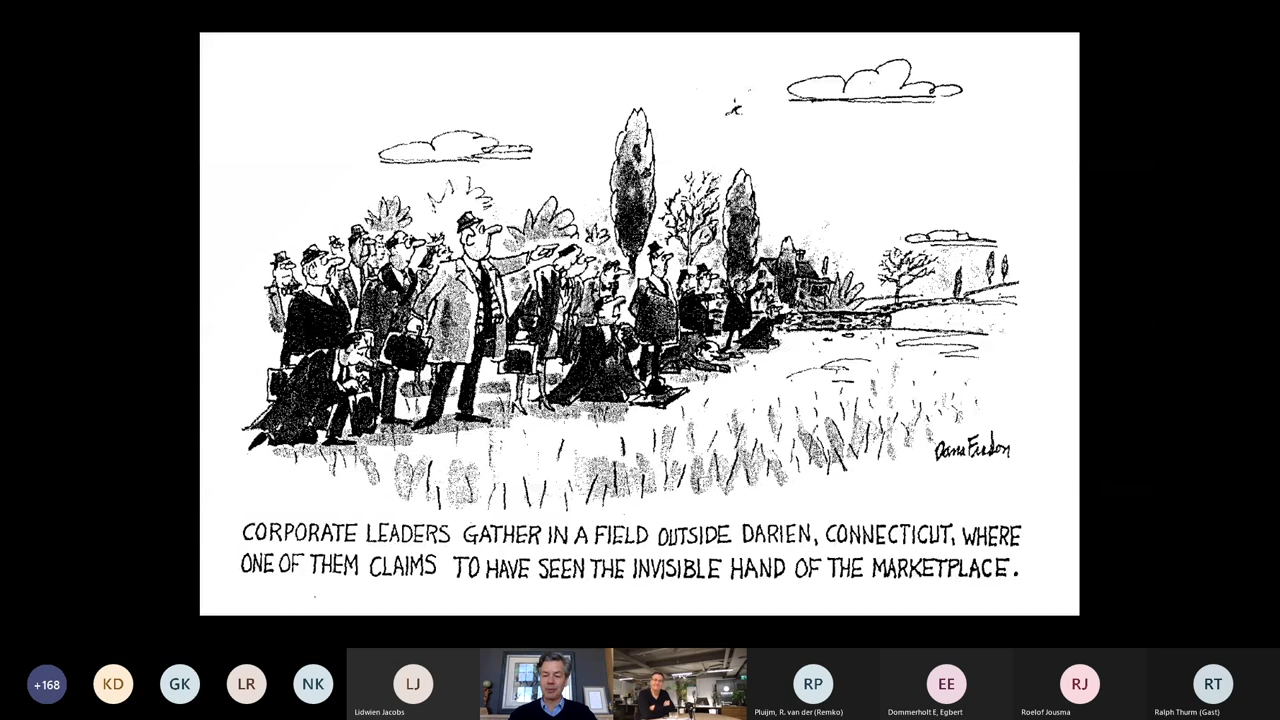 Dana Fradon
CORPORATE LEADERS GATHER IN A FIELD OUTSIDE DARIEN, CONNECTICUT, WHERE
ONE OF THEM CLAIMS TO HAVE SEEN THE INVISIBLE HAND OF THE MARKETPLACE.
+168
KD
GK
LR
NK
LJ
Lidwien Jacobs
RP
Pluijm, R. van der (Remko)
EE
Dommerholt E, Egbert
RJ
Roelof Jousma
RT
Ralph Thurm (Gast)